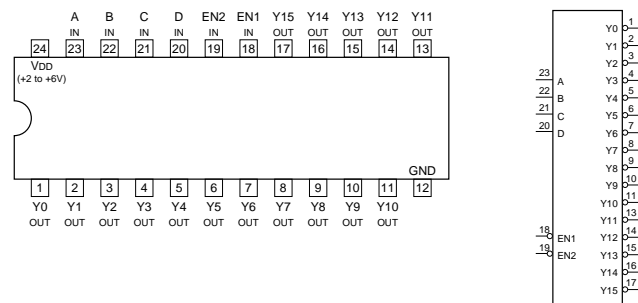 A B C D EN2 EN1 Y15 Y14 Y13 Y12 Y11
IN IN IN IN IN IN OUT OUT OUT OUT OUT
24 23 22 21 20 19 18 17 16 15 14 13
VDD
(+2 to +6V)
GND
1 2 3 4 5 6 7 8 9 10 11 12
Y0 Y1 Y2 Y3 Y4 Y5 Y6 Y7 Y8 Y9 Y10
OUT OUT OUT OUT OUT OUT OUT OUT OUT OUT OUT
Y0 1
Y1 2
Y2 3
23 A Y3 4
22 B Y4 5
21 C Y5 6
20 D Y6 7
Y7 8
Y8 9
Y9 10
Y10 11
Y11 13
18 EN1 Y12 14
19 EN2 Y13 15
Y14 16
Y15 17